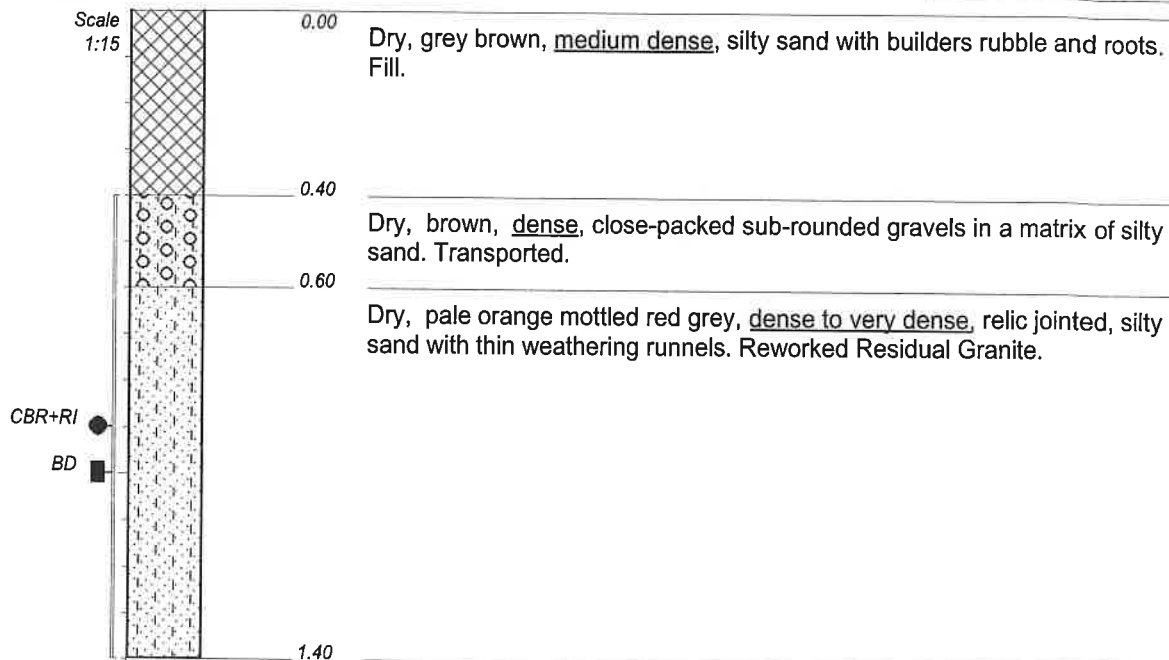 Scale
1:15
0.00
Dry, grey brown, medium dense, silty sand with builders rubble and roots.
Fill.
0.40
Dry, brown, dense, close-packed sub-rounded gravels in a matrix of silty
sand. Transported.
0.60
Dry, pale orange mottled red grey, dense to very dense, relic jointed, silty
sand with thin weathering runnels. Reworked Residual Granite.
CBR+RI
BD
1.40